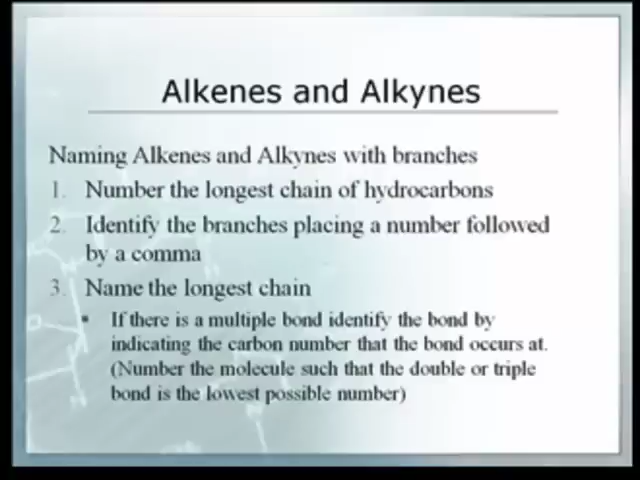 Alkenes and Alkynes
Naming Alkenes and Alkynes with branches
1. Number the longest chain of hydrocarbons
2. Identify the branches placing a number followed
by a comma
3. Name the longest chain
▪ If there is a multiple bond identify the bond by
indicating the carbon number that the bond occurs at.
(Number the molecule such that the double or triple
bond is the lowest possible number)